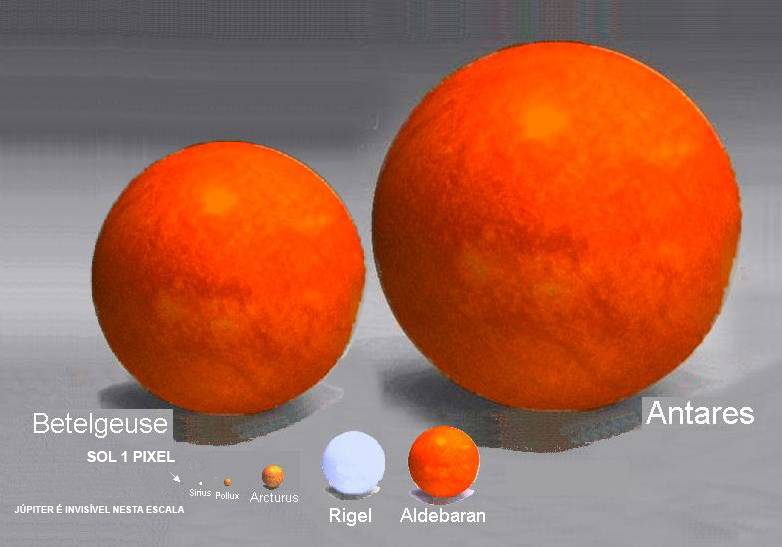 Betelgeuse
Antares
SOL 1 PIXEL
Sirius
Pollux
Arcturus
JÚPITER É INVISÍVEL NESTA ESCALA
Rigel
Aldebaran